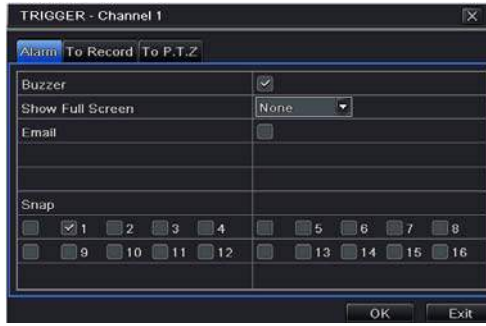 TRIGGER - Channel 1
Alarm To Record To P.T.Z
Buzzer
Show Full Screen None
Email
Snap
1 2 3 4 5 6 7 8
9 10 11 12 13 14 15 16
OK Exit